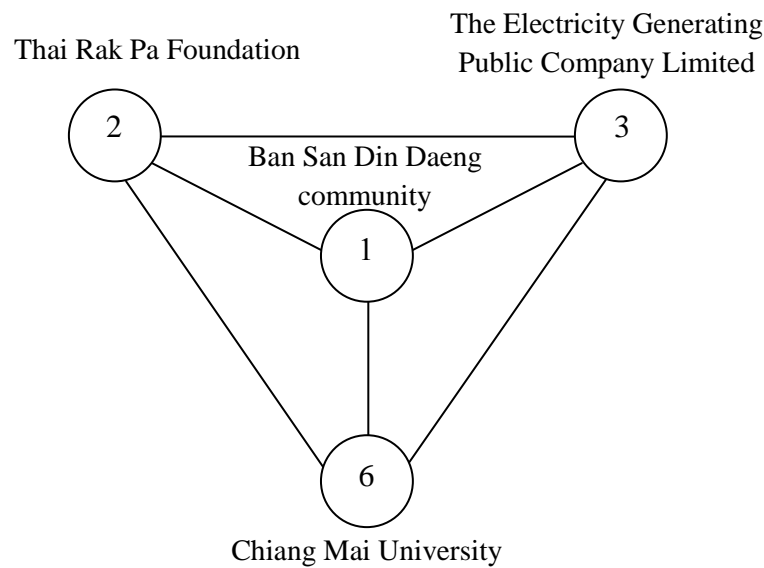 The Electricity Generating
Public Company Limited
Thai Rak Pa Foundation
2
3
Ban San Din Daeng
community
1
6
Chiang Mai University